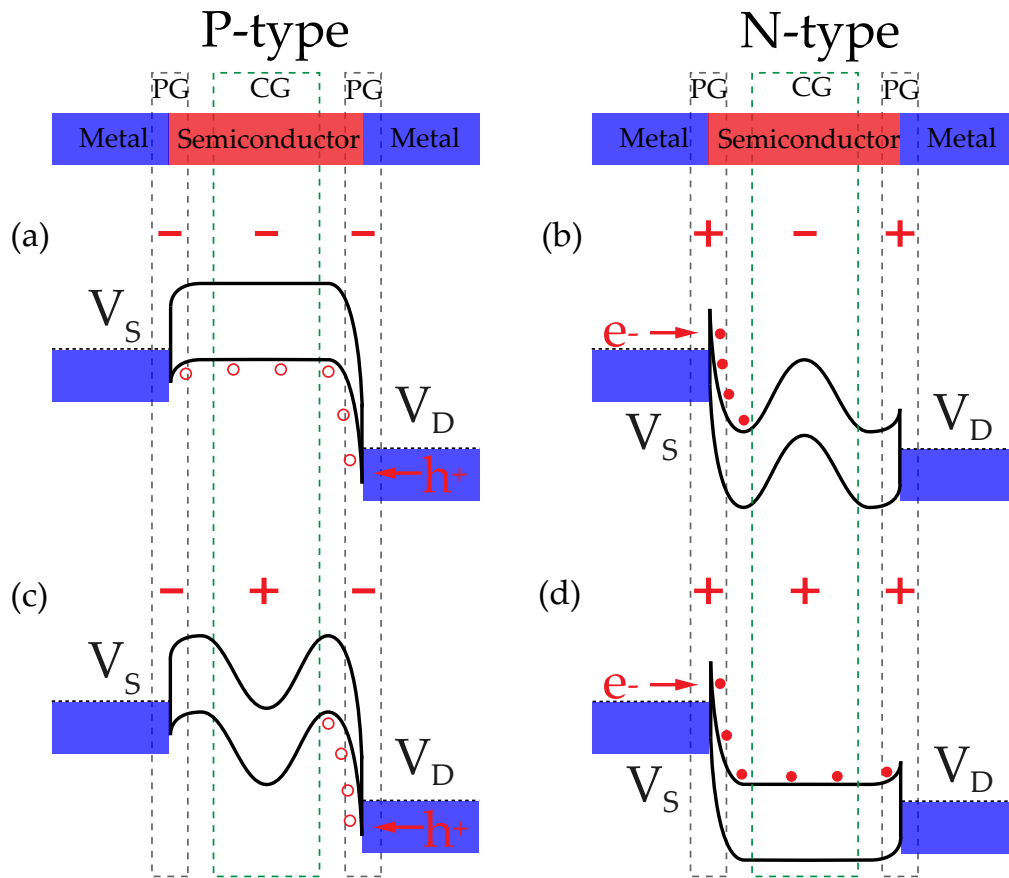 P-type
N-type
PG CG PG
PG CG PG
Metal Semiconductor Metal
Metal Semiconductor Metal
(a) − − −
(b) + − +
V_S
e-
V_D
h+
V_S
V_D
(c) − + −
(d) + + +
V_S
e-
V_D
h+
V_S
V_D